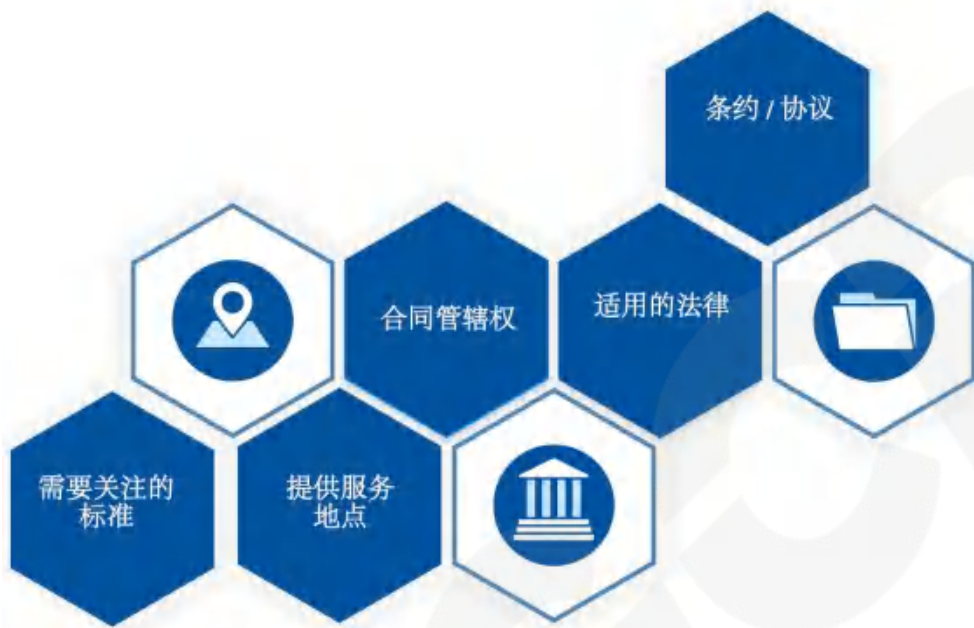 条约 / 协议
合同管辖权
适用的法律
需要关注的
标准
提供服务
地点